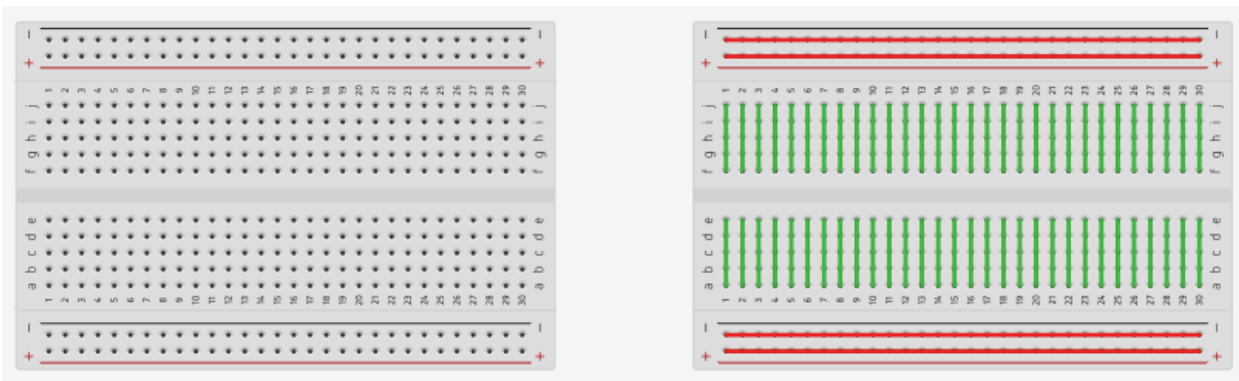 − − − −
+ + + +
1 2 3 4 5 6 7 8 9 10 11 12 13 14 15 16 17 18 19 20 21 22 23 24 25 26 27 28 29 30 1 2 3 4 5 6 7 8 9 10 11 12 13 14 15 16 17 18 19 20 21 22 23 24 25 26 27 28 29 30
j j j j
i i i i
h h h h
g g g g
f f f f
e e e e
d d d d
c c c c
b b b b
a a a a
1 2 3 4 5 6 7 8 9 10 11 12 13 14 15 16 17 18 19 20 21 22 23 24 25 26 27 28 29 30 1 2 3 4 5 6 7 8 9 10 11 12 13 14 15 16 17 18 19 20 21 22 23 24 25 26 27 28 29 30
− − − −
+ + + +